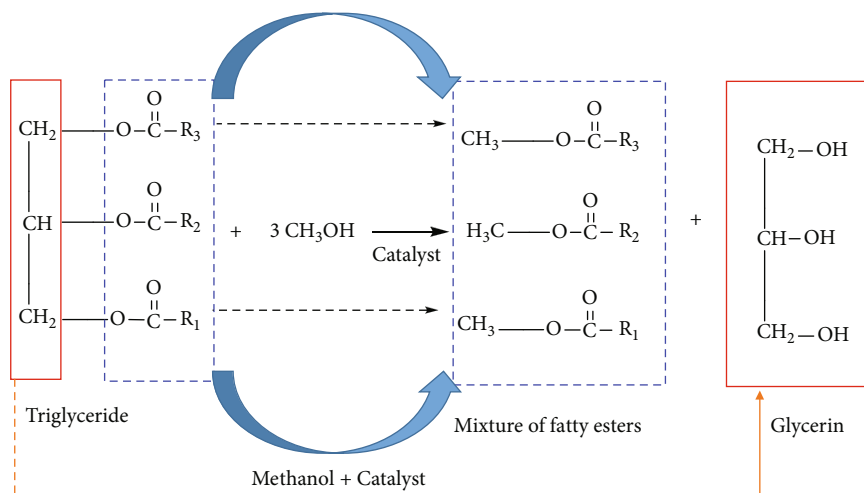 O O
CH₂ O—C—R₃ CH₃ O—C—R₃ CH₂—OH
O O
CH O—C—R₂ + 3 CH₃OH H₃C O—C—R₂ + CH—OH
Catalyst
O O
CH₂ O—C—R₁ CH₃ O—C—R₁ CH₂—OH
Triglyceride Mixture of fatty esters Glycerin
Methanol + Catalyst